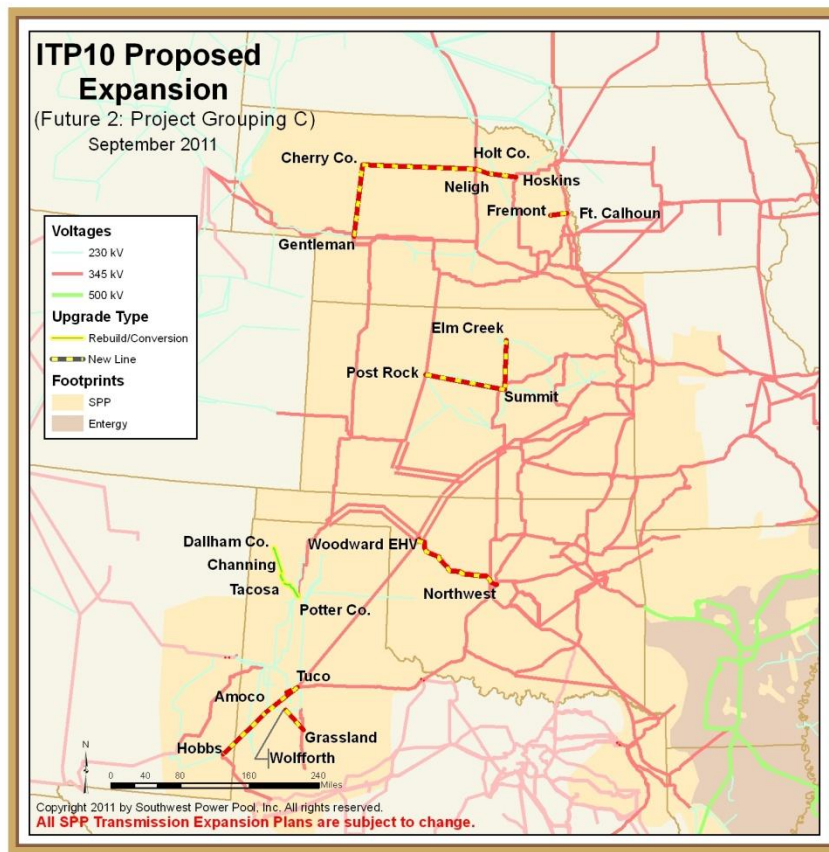 ITP10 Proposed
Expansion
(Future 2: Project Grouping C)
September 2011
Cherry Co.
Holt Co.
Neligh
Hoskins
Fremont
Ft. Calhoun
Gentleman
Voltages
230 kV
345 kV
500 kV
Upgrade Type
Rebuild/Conversion
New Line
Footprints
SPP
Entergy
Elm Creek
Post Rock
Summit
Dallham Co.
Woodward EHV
Channing
Tacosa
Northwest
Potter Co.
Tuco
Amoco
Grassland
Hobbs
Wolfforth
N
0 40 80 160 240
Miles
Copyright 2011 by Southwest Power Pool, Inc. All rights reserved.
All SPP Transmission Expansion Plans are subject to change.